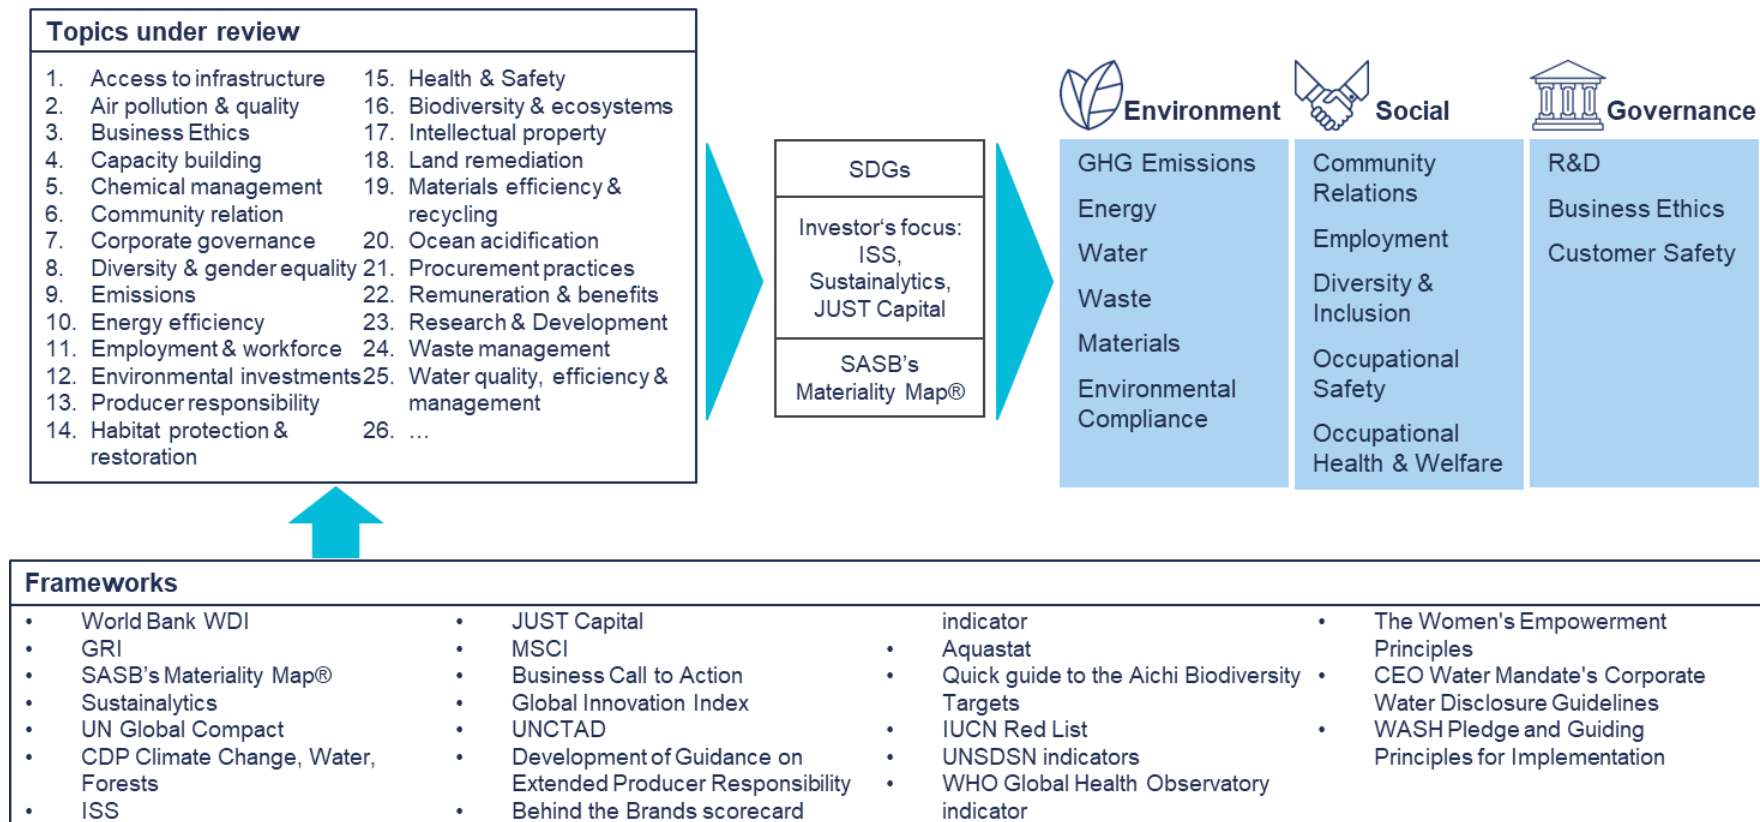 Topics under review
1. Access to infrastructure
2. Air pollution & quality
3. Business Ethics
4. Capacity building
5. Chemical management
6. Community relation
7. Corporate governance
8. Diversity & gender equality
9. Emissions
10. Energy efficiency
11. Employment & workforce
12. Environmental investments
13. Producer responsibility
14. Habitat protection &
restoration
15. Health & Safety
16. Biodiversity & ecosystems
17. Intellectual property
18. Land remediation
19. Materials efficiency &
recycling
20. Ocean acidification
21. Procurement practices
22. Remuneration & benefits
23. Research & Development
24. Waste management
25. Water quality, efficiency &
management
26. …
SDGs
Investor‘s focus:
ISS,
Sustainalytics,
JUST Capital
SASB’s
Materiality Map®
Environment
GHG Emissions
Energy
Water
Waste
Materials
Environmental
Compliance
Social
Community
Relations
Employment
Diversity &
Inclusion
Occupational
Safety
Occupational
Health & Welfare
Governance
R&D
Business Ethics
Customer Safety
Frameworks
• World Bank WDI
• GRI
• SASB’s Materiality Map®
• Sustainalytics
• UN Global Compact
• CDP Climate Change, Water,
Forests
• ISS
• JUST Capital
• MSCI
• Business Call to Action
• Global Innovation Index
• UNCTAD
• Development of Guidance on
Extended Producer Responsibility
• Behind the Brands scorecard
indicator
• Aquastat
• Quick guide to the Aichi Biodiversity
Targets
• IUCN Red List
• UNSDSN indicators
• WHO Global Health Observatory
indicator
• The Women's Empowerment
Principles
• CEO Water Mandate's Corporate
Water Disclosure Guidelines
• WASH Pledge and Guiding
Principles for Implementation